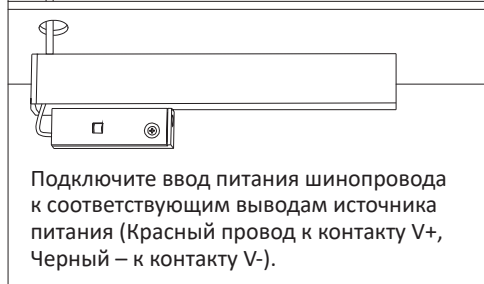 Подключите ввод питания шинопровода
к соответствующим выводам источника
питания (Красный провод к контакту V+,
Черный – к контакту V-).